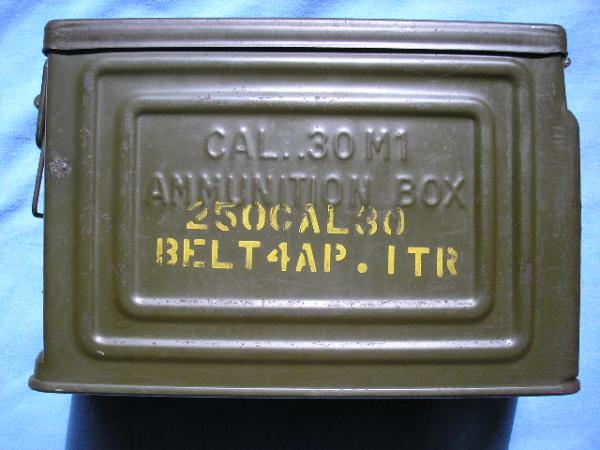 CAL..30 M1
AMMUNITION BOX
250CAL30
BELT4AP.1TR